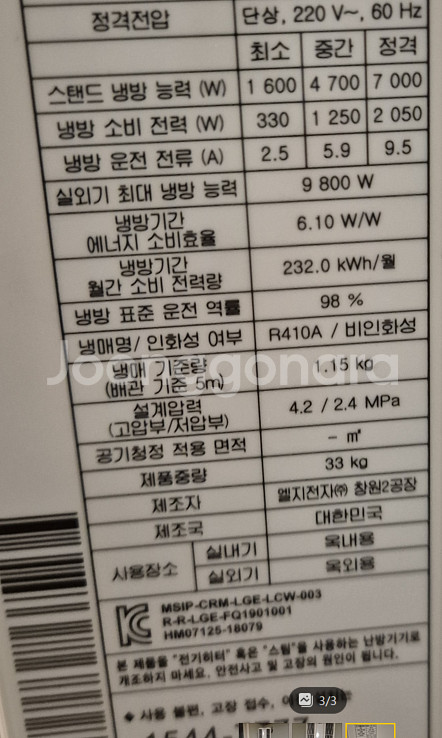 정격전압 단상, 220 V~, 60 Hz
최소 중간 정격
스탠드 냉방 능력 (W) 1 600 4 700 7 000
냉방 소비 전력 (W) 330 1 250 2 050
냉방 운전 전류 (A) 2.5 5.9 9.5
실외기 최대 냉방 능력 9 800 W
냉방기간
에너지 소비효율 6.10 W/W
냉방기간
월간 소비 전력량 232.0 kWh/월
냉방 표준 운전 역률 98 %
냉매명/ 인화성 여부 R410A / 비인화성
냉매 기준량
(배관 기준 5m) 1.15 kg
설계압력
(고압부/저압부) 4.2 / 2.4 MPa
공기청정 적용 면적 – ㎡
제품중량 33 kg
제조자 엘지전자㈜ 창원2공장
제조국 대한민국
사용장소 실내기 옥내용
실외기 옥외용
MSIP-CRM-LGE-LCW-003
R-R-LGE-FQ1901001
HM07125-18079
본 제품을 "전기히터" 혹은 "스팀"을 사용하는 난방기기로
개조하지 마세요. 안전사고 및 고장의 원인이 됩니다.
◆ 사용 불편, 고장 접수,
3/3
Joonggonara